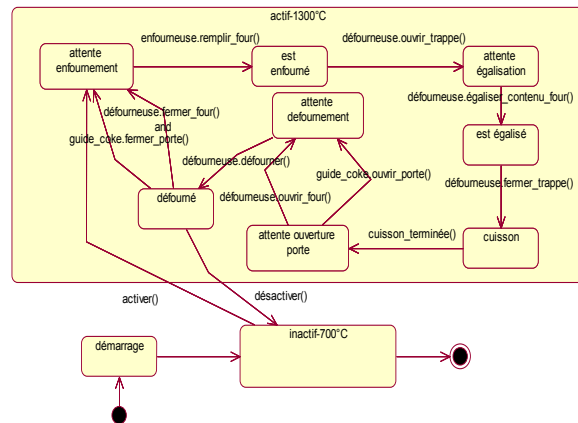 actif-1300°C
enfourneuse.remplir_four()
défourneuse.ouvrir_trappe()
attente
enfournement
est
enfourné
attente
égalisation
défourneuse.égaliser_contenu_four()
attente
defournement
défourneuse.fermer_four()
and
guide_coke.fermer_porte()
est égalisé
défourneuse.défourner()
guide_coke.ouvrir_porte()
défourneuse.fermer_trappe()
défourneuse.ouvrir_four()
défourné
attente ouverture
porte
cuisson_terminée()
cuisson
activer()
désactiver()
inactif-700°C
démarrage